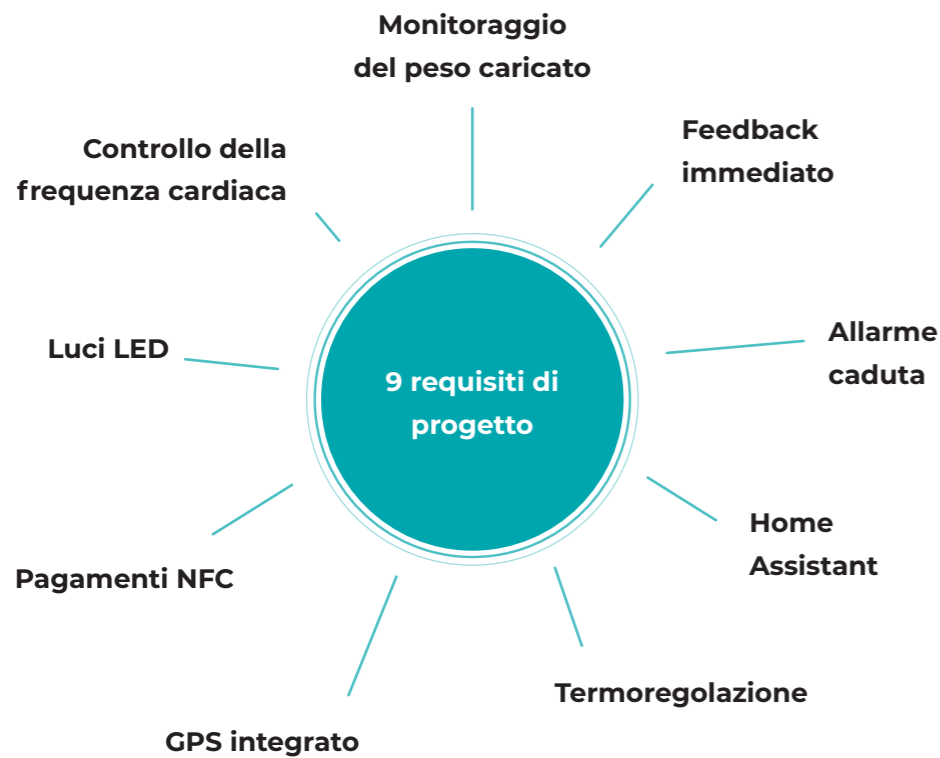 Monitoraggio
del peso caricato
Feedback
immediato
Controllo della
frequenza cardiaca
Allarme
caduta
Luci LED
9 requisiti di
progetto
Home
Assistant
Pagamenti NFC
Termoregolazione
GPS integrato